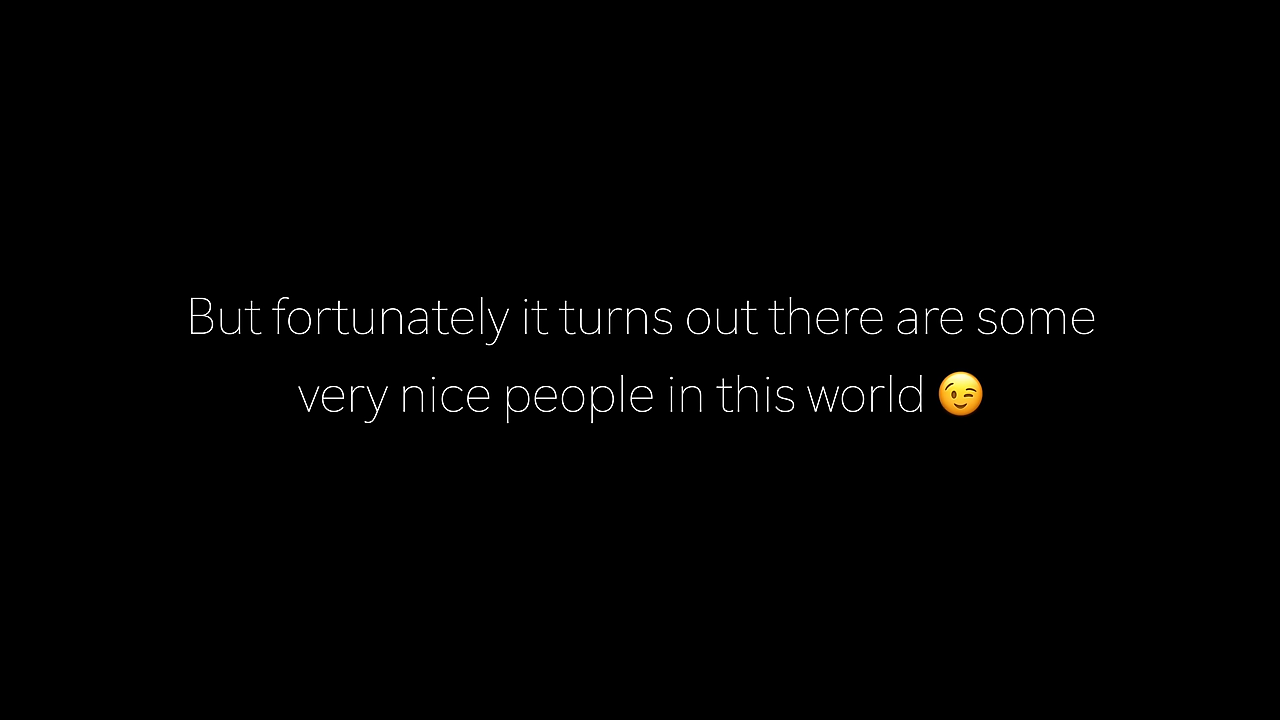 But fortunately it turns out there are some
very nice people in this world 😉